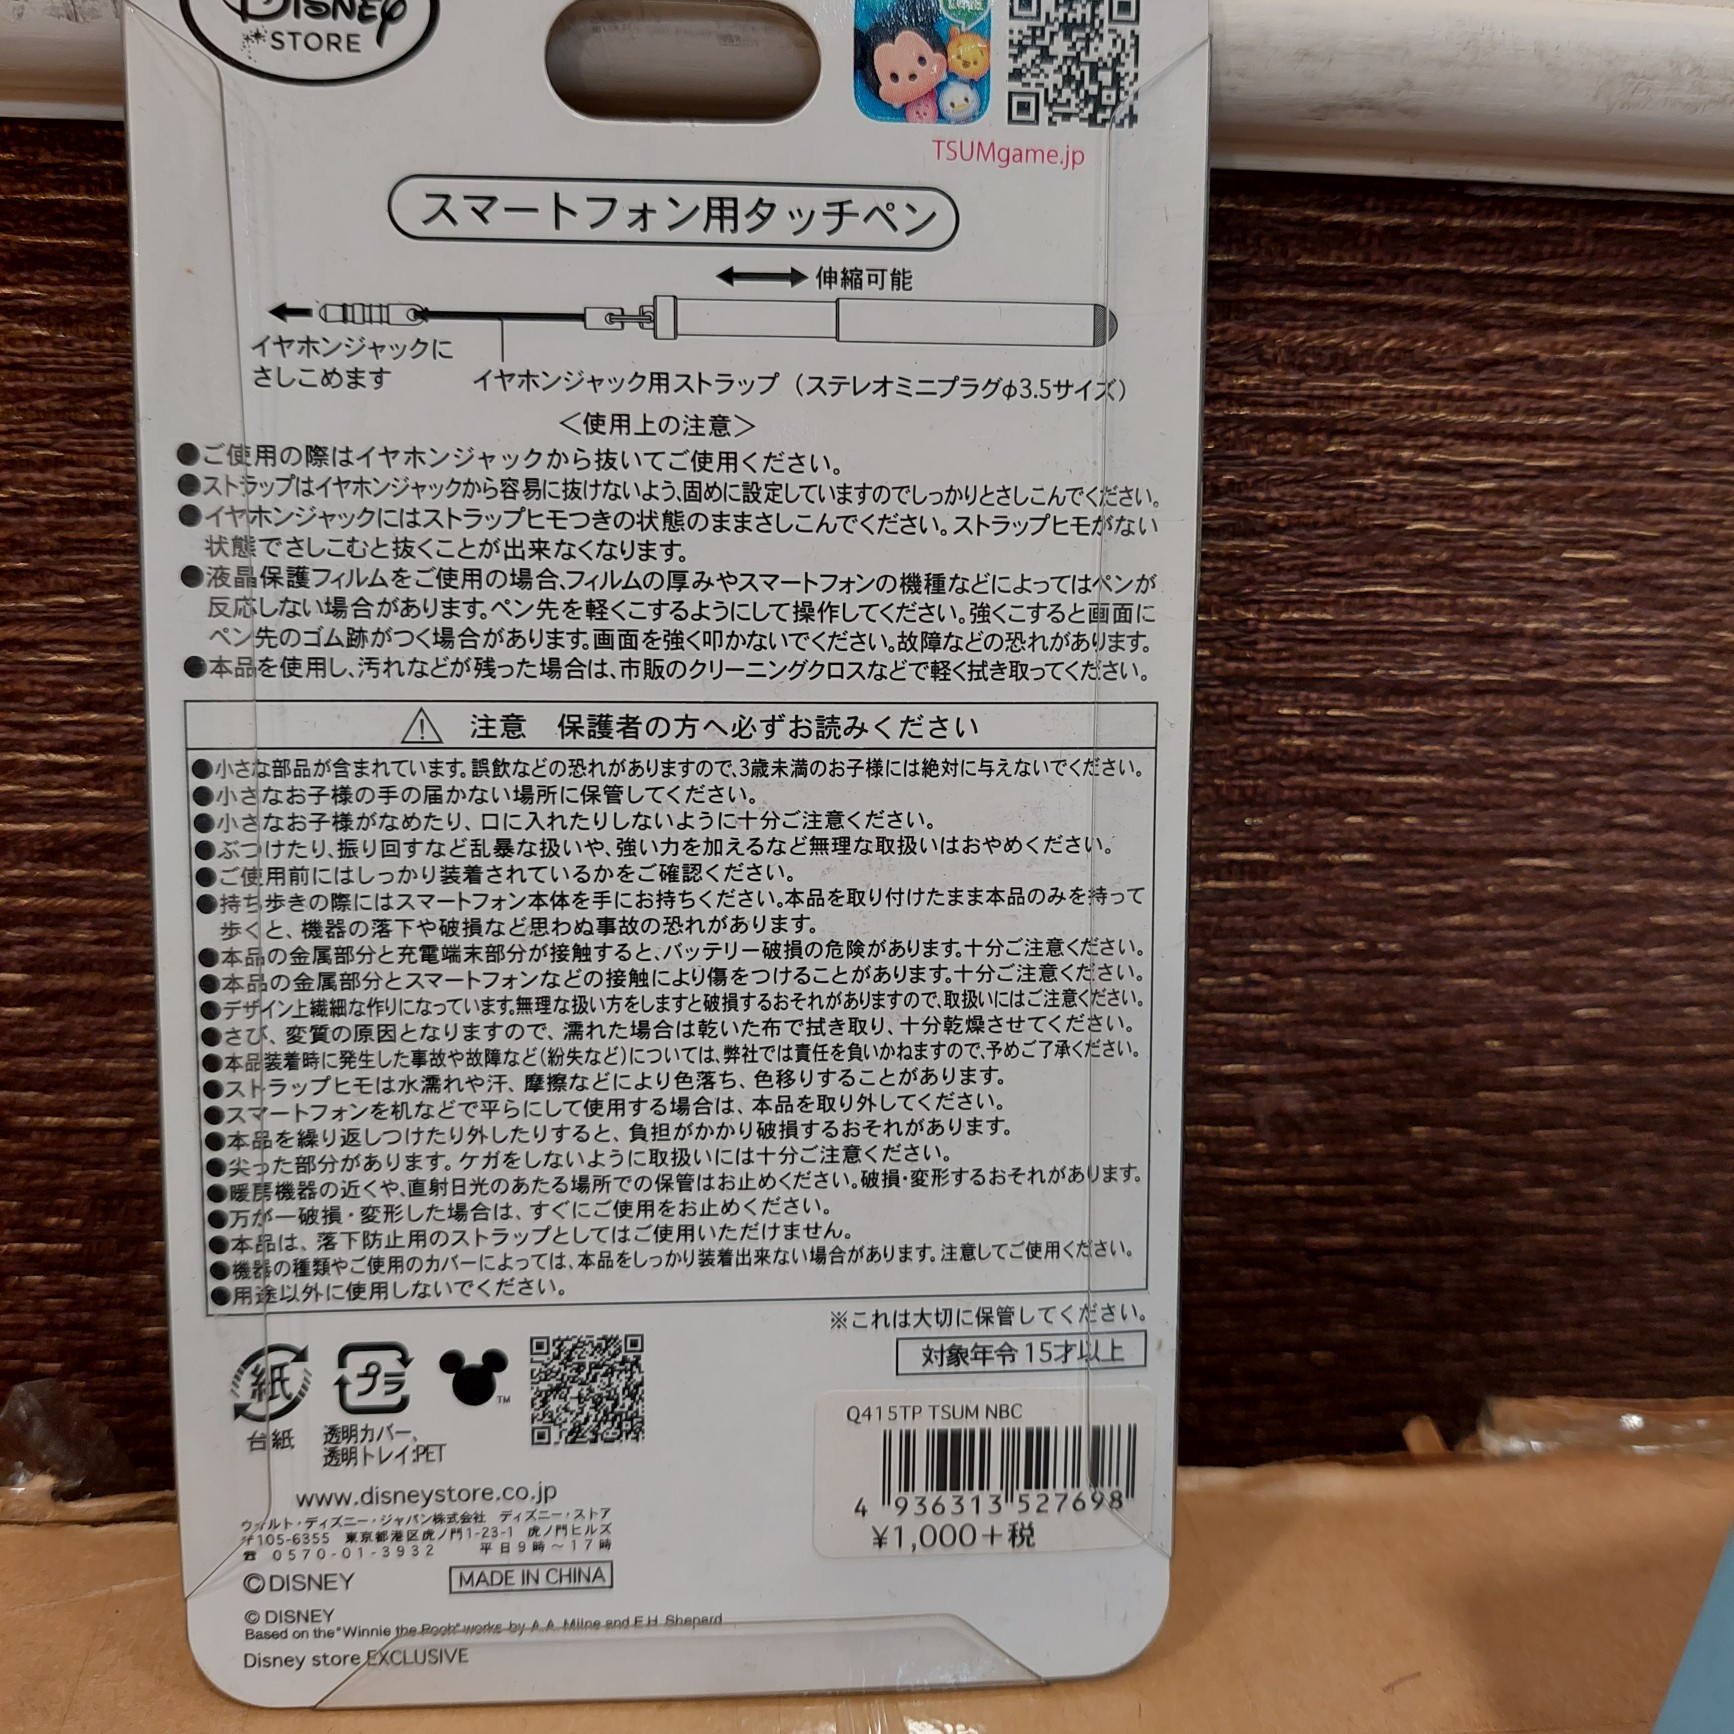 DISNEY
STORE
TSUMgame.jp
スマートフォン用タッチペン
伸縮可能
イヤホンジャックに
さしこめます
イヤホンジャック用ストラップ（ステレオミニプラグφ3.5サイズ）
＜使用上の注意＞
●ご使用の際はイヤホンジャックから抜いてご使用ください。
●ストラップはイヤホンジャックから容易に抜けないよう、固めに設定していますのでしっかりとさしこんでください。
●イヤホンジャックにはストラップヒモつきの状態のままさしこんでください。ストラップヒモがない
状態でさしこむと抜くことが出来なくなります。
●液晶保護フィルムをご使用の場合、フィルムの厚みやスマートフォンの機種などによってはペンが
反応しない場合があります。ペン先を軽くこするようにして操作してください。強くこすると画面に
ペン先のゴム跡がつく場合があります。画面を強く叩かないでください。故障などの恐れがあります。
●本品を使用し、汚れなどが残った場合は、市販のクリーニングクロスなどで軽く拭き取ってください。
注意　保護者の方へ必ずお読みください
●小さな部品が含まれています。誤飲などの恐れがありますので、3歳未満のお子様には絶対に与えないでください。
●小さなお子様の手の届かない場所に保管してください。
●小さなお子様がなめたり、口に入れたりしないように十分ご注意ください。
●ぶつけたり、振り回すなど乱暴な扱いや、強い力を加えるなど無理な取扱いはおやめください。
●ご使用前にはしっかり装着されているかをご確認ください。
●持ち歩きの際にはスマートフォン本体を手にお持ちください。本品を取り付けたまま本品のみを持って
歩くと、機器の落下や破損など思わぬ事故の恐れがあります。
●本品の金属部分と充電端末部分が接触すると、バッテリー破損の危険があります。十分ご注意ください。
●本品の金属部分とスマートフォンなどの接触により傷をつけることがあります。十分ご注意ください。
●デザイン上繊細な作りになっています。無理な扱い方をしますと破損するおそれがありますので、取扱いにはご注意ください。
●さび、変質の原因となりますので、濡れた場合は乾いた布で拭き取り、十分乾燥させてください。
●本品装着時に発生した事故や故障など（紛失など）については、弊社では責任を負いかねますので、予めご了承ください。
●ストラップヒモは水濡れや汗、摩擦などにより色落ち、色移りすることがあります。
●スマートフォンを机などで平らにして使用する場合は、本品を取り外してください。
●本品を繰り返しつけたり外したりすると、負担がかかり破損するおそれがあります。
●尖った部分があります。ケガをしないように取扱いには十分ご注意ください。
●暖房機器の近くや、直射日光のあたる場所での保管はお止めください。破損・変形するおそれがあります。
●万が一破損・変形した場合は、すぐにご使用をお止めください。
●本品は、落下防止用のストラップとしてはご使用いただけません。
●機器の種類やご使用のカバーによっては、本品をしっかり装着出来ない場合があります。注意してご使用ください。
●用途以外に使用しないでください。
※これは大切に保管してください。
対象年令 15才以上
紙
プラ
TM
台紙
透明カバー、
透明トレイ:PET
Q415TP TSUM NBC
4 936313 527698
¥1,000＋税
www.disneystore.co.jp
ウォルト・ディズニー・ジャパン株式会社　ディズニー・ストア
〒105-6355　東京都港区虎ノ門1-23-1　虎ノ門ヒルズ
☎ 0570-01-3932　平日9時～17時
©DISNEY
MADE IN CHINA
© DISNEY
Based on the "Winnie the Pooh" works by A.A. Milne and E.H. Shepard
Disney store EXCLUSIVE